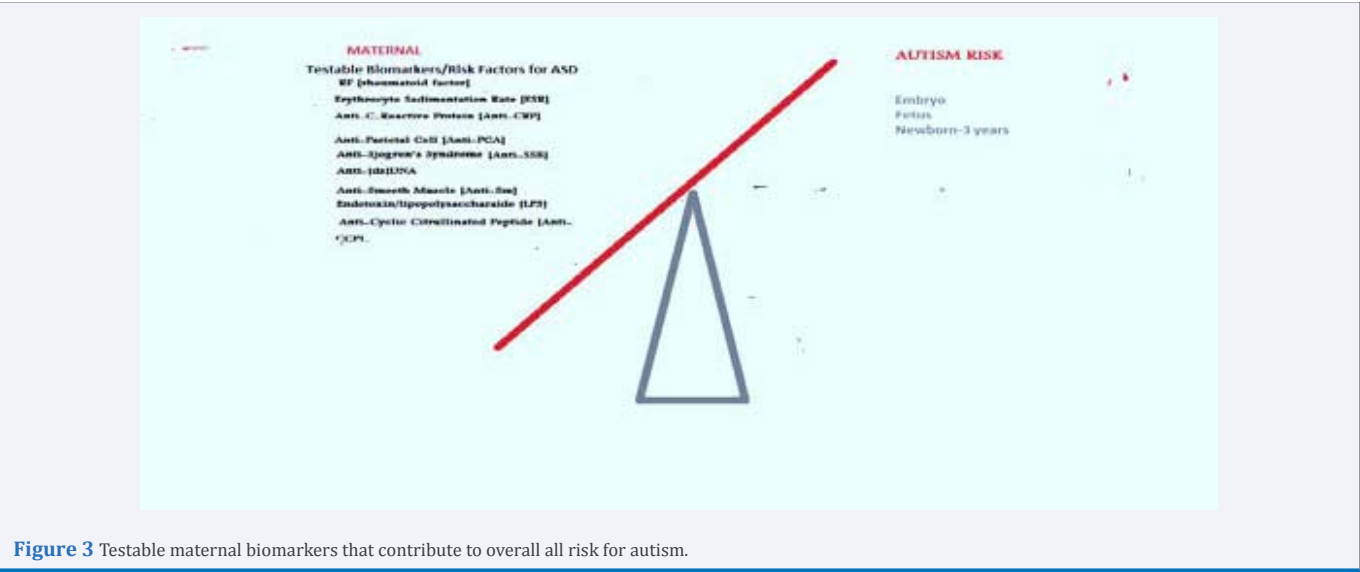 MATERNAL
Testable Biomarkers/Risk Factors for ASD
RF [rheumatoid factor]
Erythrocyte Sadimentation Rate [ESR]
Anti-C-Reactive Protein [Anti-CRP]
Anti-Parietal Cell [Anti-PCA]
Anti-Sjogren's Syndrome [Anti-SSB]
Anti-(ds)DNA
Anti-Smooth Muscle [Anti-Sm]
Endotoxin/lipopolysaccharide (LPS)
Anti-Cyclic Citrullinated Peptide [Anti-
AUTISM RISK
Embryo
Fetus
Newborn-3 years
Figure 3 Testable maternal biomarkers that contribute to overall all risk for autism.